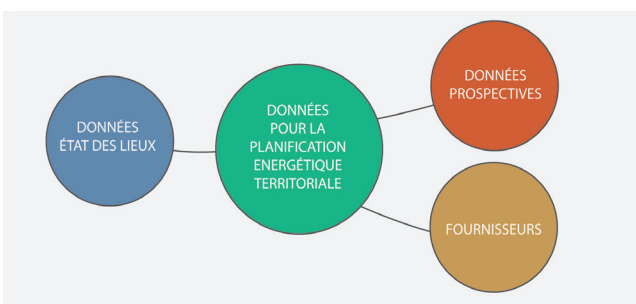 DONNÉES
ÉTAT DES LIEUX
DONNÉES
POUR LA
PLANIFICATION
ENERGÉTIQUE
TERRITORIALE
DONNÉES
PROSPECTIVES
FOURNISSEURS